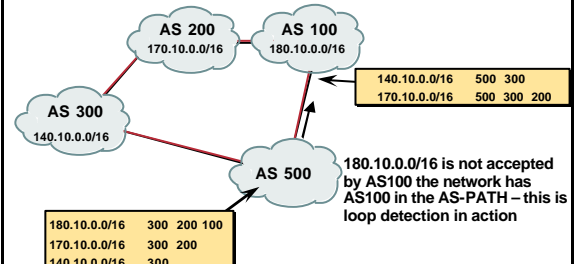 AS 200
170.10.0.0/16
AS 100
180.10.0.0/16
140.10.0.0/16 500 300
170.10.0.0/16 500 300 200
AS 300
140.10.0.0/16
AS 500
180.10.0.0/16 is not accepted
by AS100 the network has
AS100 in the AS-PATH – this is
loop detection in action
180.10.0.0/16 300 200 100
170.10.0.0/16 300 200
140.10.0.0/16 300